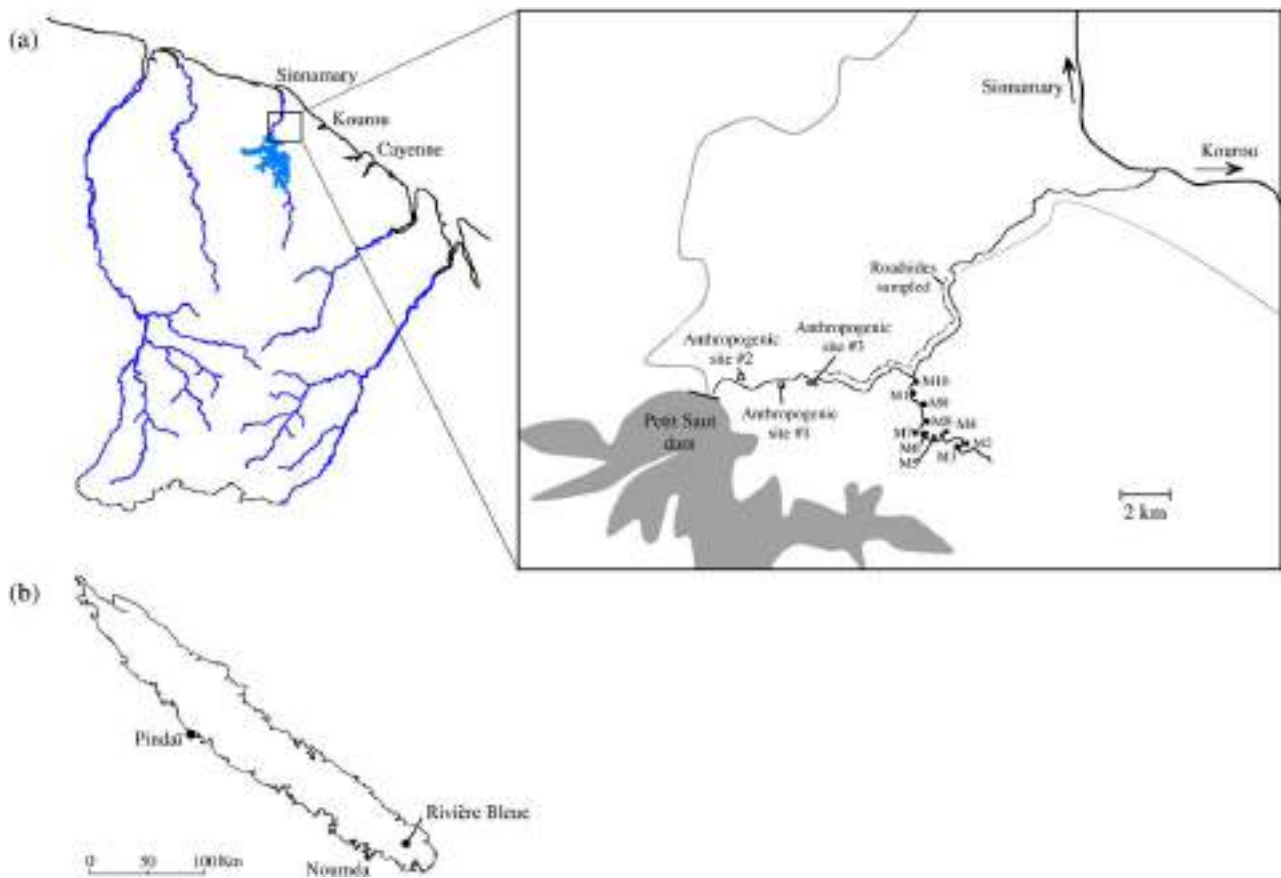 (a)
Sinnamary
Kourou
Cayenne
Sinnamary
Kourou
Roadsides
sampled
Anthropogenic
site #2
Anthropogenic
site #3
Anthropogenic
site #1
Petit Saut
dam
M10
M9
M8
M4
M7
M6
M2
M3
M5
2 km
(b)
Pindaï
Rivière Bleue
Nouméa
0 50 100 Km